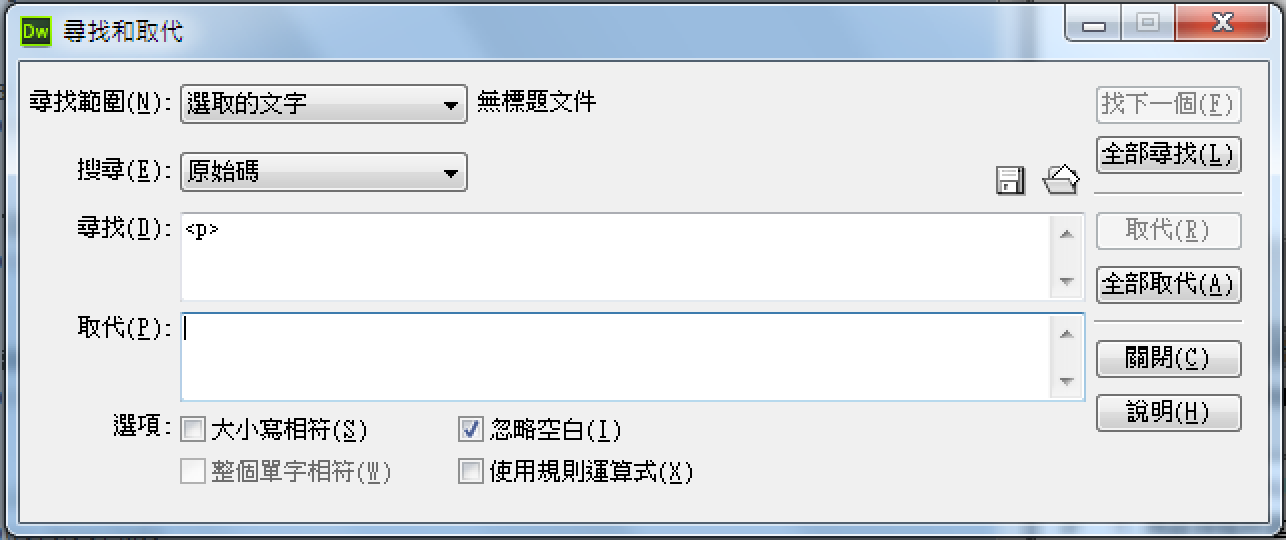 Dw 尋找和取代
尋找範圍(N): 選取的文字 無標題文件 找下一個(F)
全部尋找(L)
搜尋(E): 原始碼
尋找(D): <p> 取代(R)
全部取代(A)
取代(P): 關閉(C)
說明(H)
選項: 大小寫相符(S) 忽略空白(I)
整個單字相符(W) 使用規則運算式(X)